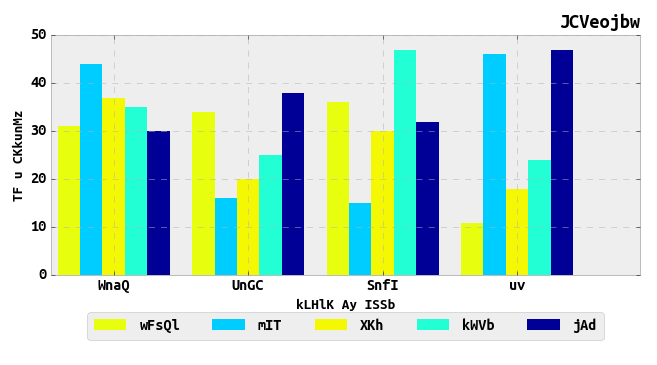 JCVeojbw
50
40
30
20
10
0
TF u CKkunMz
WnaQ UnGC SnfI uv
kLHlK Ay ISSb
wFsQl mIT XKh kWVb jAd